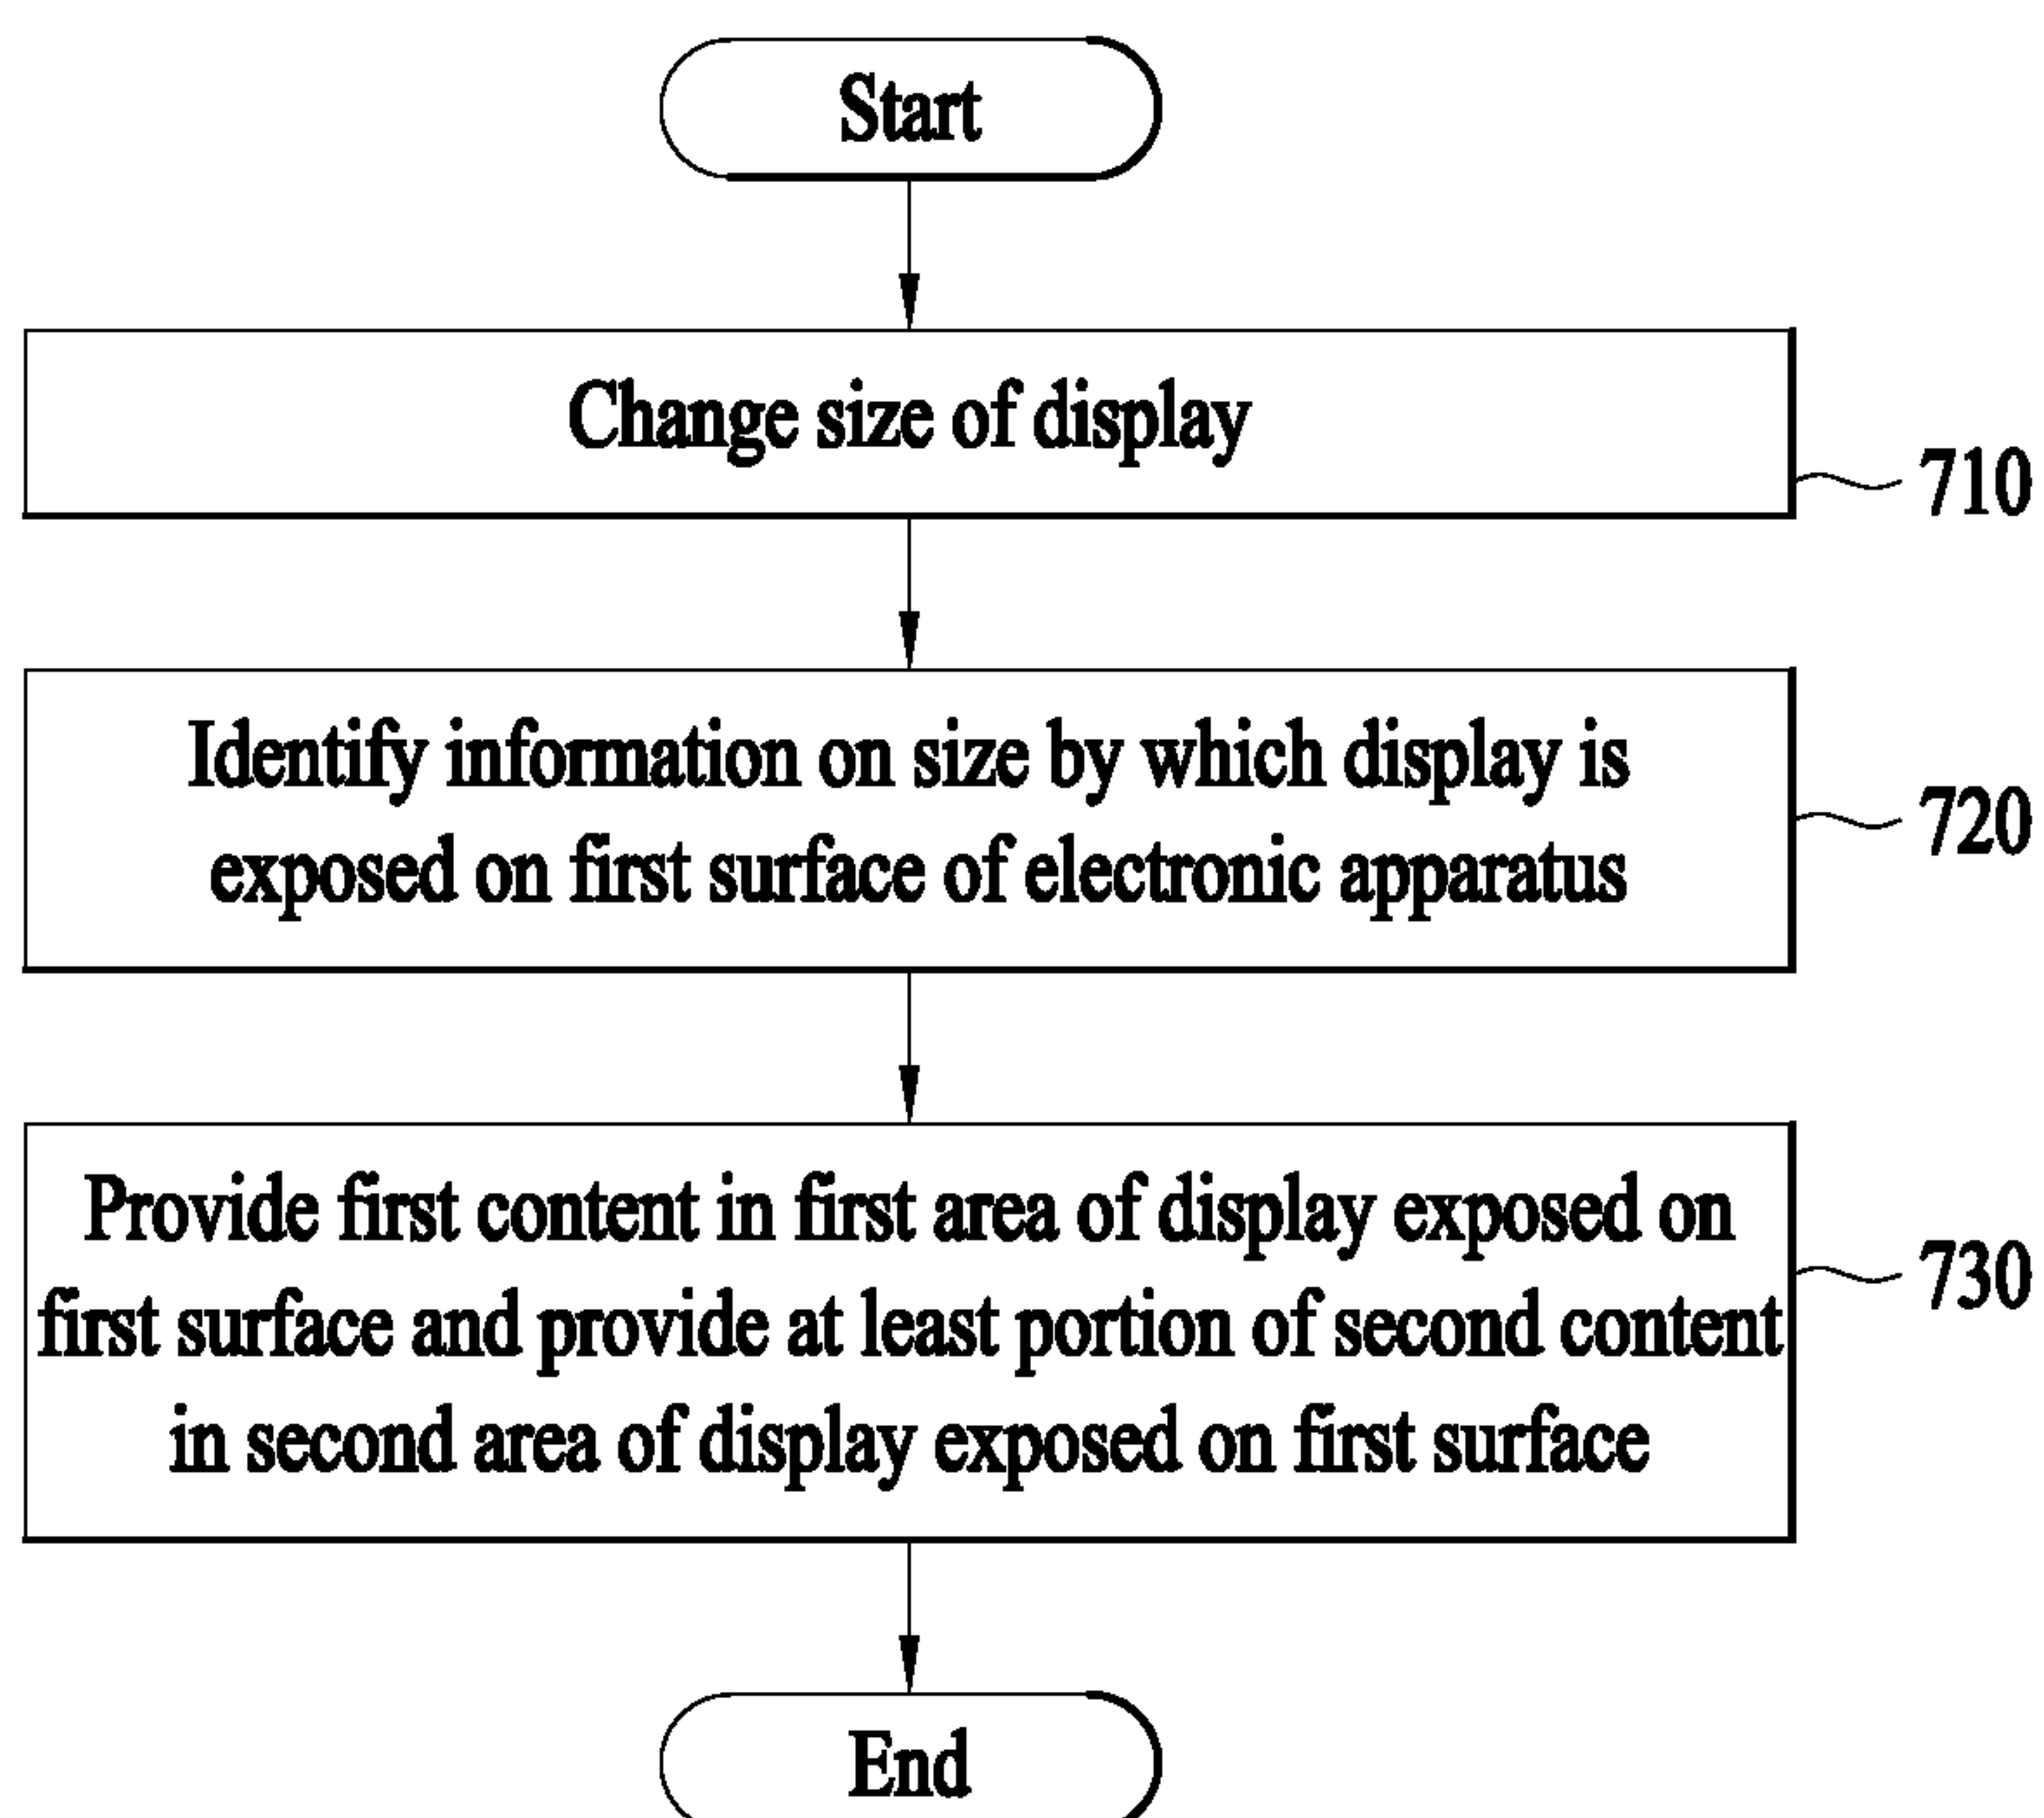 Start
Change size of display
710
Identify information on size by which display is
exposed on first surface of electronic apparatus
720
Provide first content in first area of display exposed on
first surface and provide at least portion of second content
in second area of display exposed on first surface
730
End